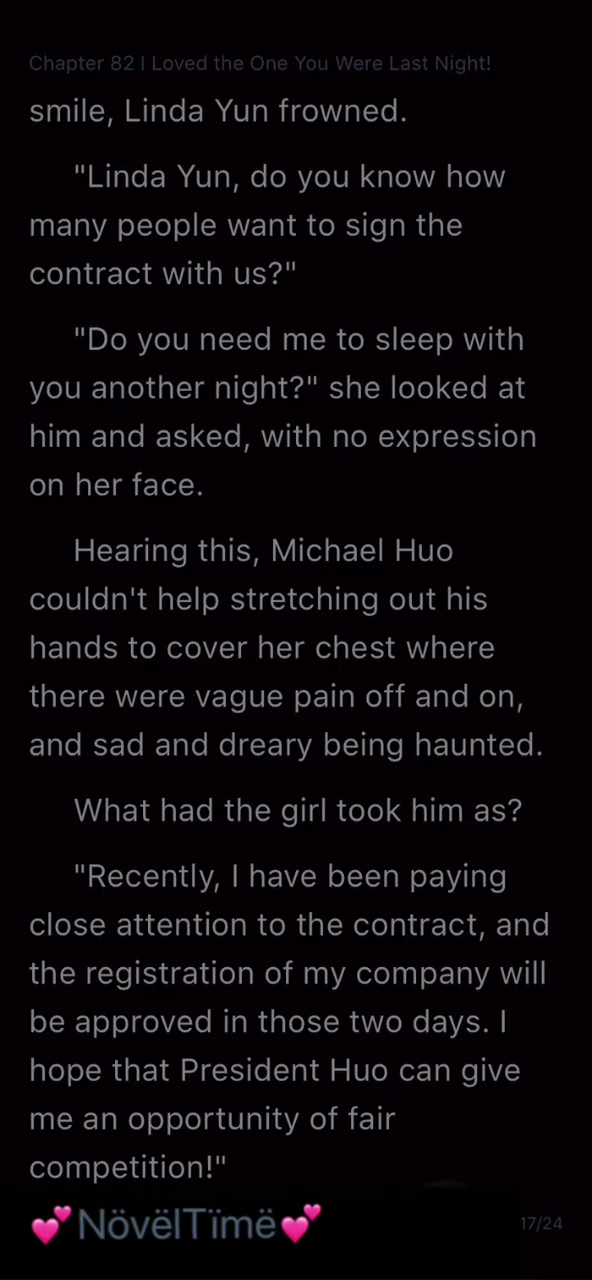 Chapter 82 I Loved the One You Were Last Night!
smile, Linda Yun frowned.
"Linda Yun, do you know how
many people want to sign the
contract with us?"
"Do you need me to sleep with
you another night?" she looked at
him and asked, with no expression
on her face.
Hearing this, Michael Huo
couldn't help stretching out his
hands to cover her chest where
there were vague pain off and on,
and sad and dreary being haunted.
What had the girl took him as?
"Recently, I have been paying
close attention to the contract, and
the registration of my company will
be approved in those two days. I
hope that President Huo can give
me an opportunity of fair
competition!"
💕NövëlTïmë💕
17/24